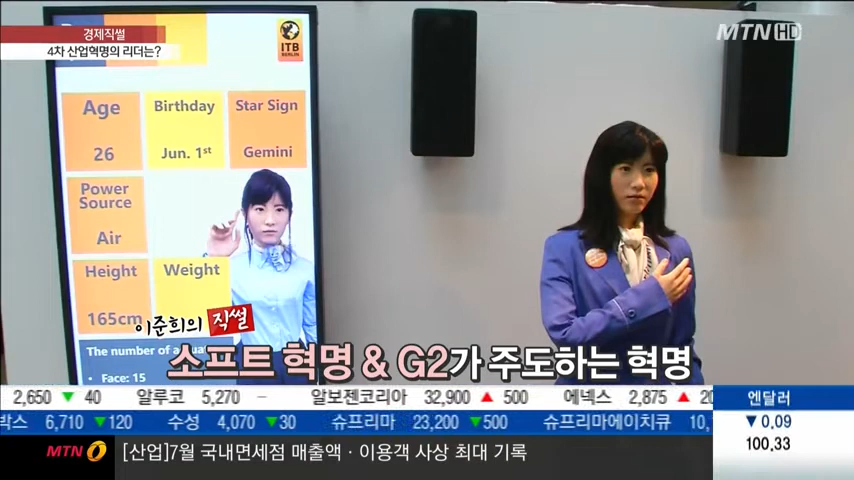 경제직썰
4차 산업혁명의 리더는?
MTN HD
ITB
BERLIN
Age
26
Birthday
Jun. 1st
Star Sign
Gemini
Power
Source
Air
Height
165cm
Weight
The number of
• Face: 15
이준희의 직썰
소프트 혁명 & G2가 주도하는 혁명
2,650 ▼ 40 알루코 5,270 – 알보젠코리아 32,900 ▲ 500 에넥스 2,875 ▲
박스 6,710 ▼120 수성 4,070 ▼30 슈프리마 23,200 ▼500 슈프리마에이치큐
엔달러
▼0.09
100.33
MTN
[산업]7월 국내면세점 매출액·이용객 사상 최대 기록